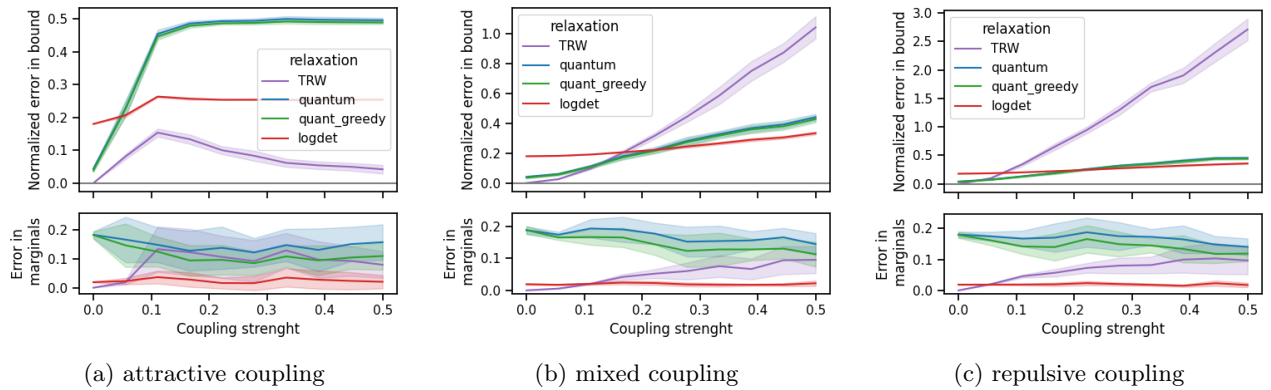 Normalized error in bound
0.5
0.4
0.3
0.2
0.1
0.0
relaxation
TRW
quantum
quant_greedy
logdet
Error in
marginals
0.2
0.1
0.0
0.0 0.1 0.2 0.3 0.4 0.5
Coupling strenght
(a) attractive coupling
Normalized error in bound
1.0
0.8
0.6
0.4
0.2
0.0
relaxation
TRW
quantum
quant_greedy
logdet
Error in
marginals
0.2
0.1
0.0
0.0 0.1 0.2 0.3 0.4 0.5
Coupling strenght
(b) mixed coupling
Normalized error in bound
3.0
2.5
2.0
1.5
1.0
0.5
0.0
relaxation
TRW
quantum
quant_greedy
logdet
Error in
marginals
0.2
0.1
0.0
0.0 0.1 0.2 0.3 0.4 0.5
Coupling strenght
(c) repulsive coupling